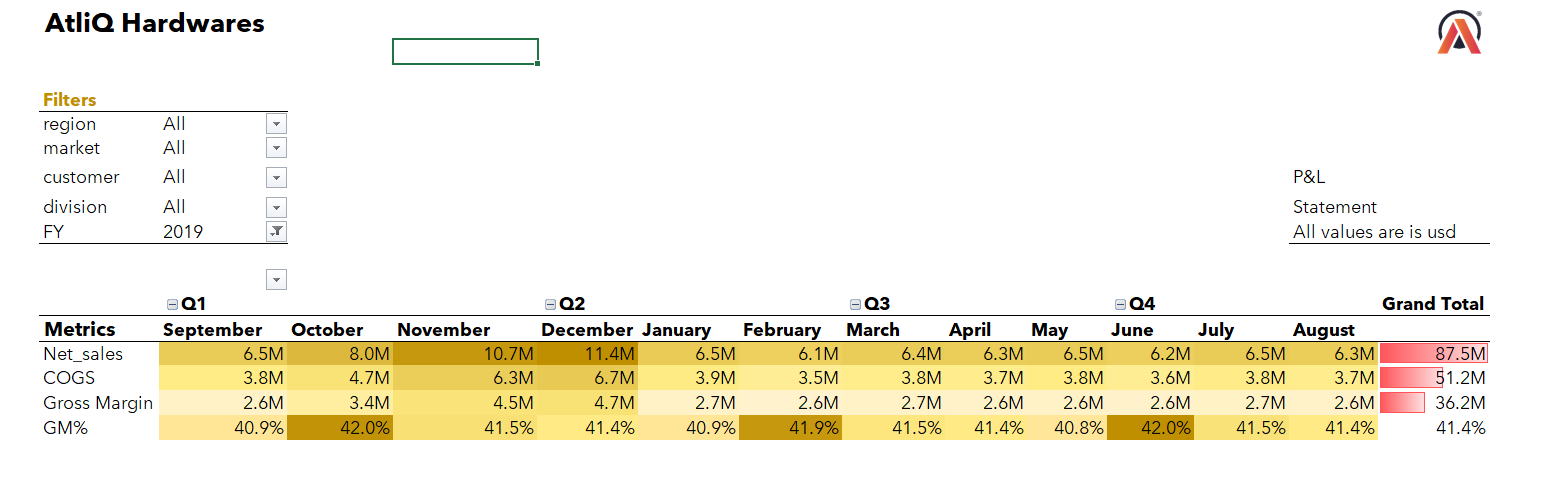 AtliQ Hardwares
Filters
region All
market All
customer All
P&L
division All
Statement
FY 2019
All values are is usd
Q1 Q2 Q3 Q4 Grand Total
Metrics September October November December January February March April May June July August
Net_sales 6.5M 8.0M 10.7M 11.4M 6.5M 6.1M 6.4M 6.3M 6.5M 6.2M 6.5M 6.3M 87.5M
COGS 3.8M 4.7M 6.3M 6.7M 3.9M 3.5M 3.8M 3.7M 3.8M 3.6M 3.8M 3.7M 51.2M
Gross Margin 2.6M 3.4M 4.5M 4.7M 2.7M 2.6M 2.7M 2.6M 2.6M 2.6M 2.7M 2.6M 36.2M
GM% 40.9% 42.0% 41.5% 41.4% 40.9% 41.9% 41.5% 41.4% 40.8% 42.0% 41.5% 41.4% 41.4%